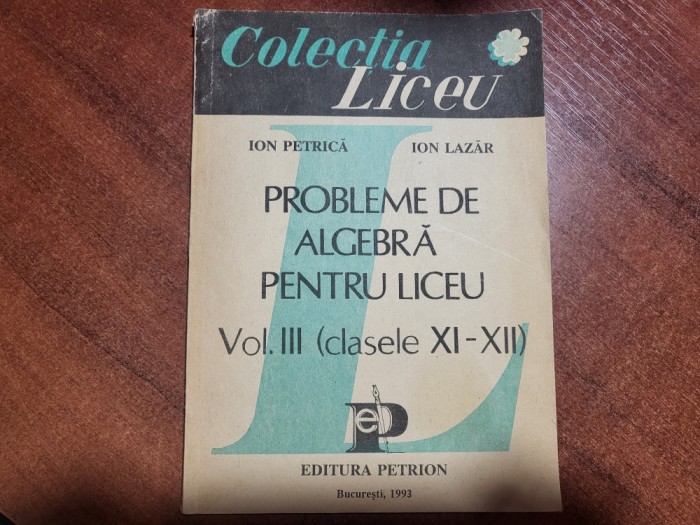 Colecția
Liceu
ION PETRICĂ ION LAZĂR
PROBLEME DE
ALGEBRĂ
PENTRU LICEU
Vol. III (clasele XI-XII)
eP
EDITURA PETRION
București, 1993